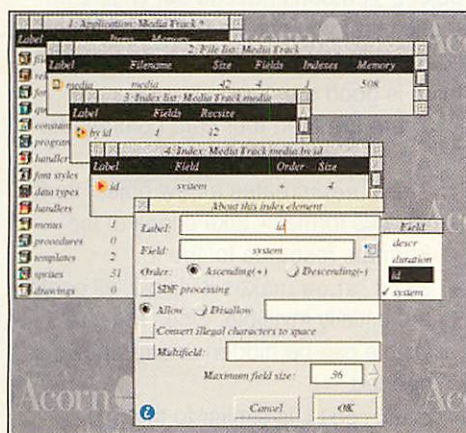 1: Application: Media Track *
Label Items Memory
2: File list: Media Track
Label Filename Size Fields Indexes Memory
media media 42 4 1 508
3: Index list: Media Track media
Label Fields Recsize
by id 1 12
4: Index: Media Track media by id
Label Field Order Size
id system + 4
constants
programs
handlers
font styles
data types
handlers
menus 1
procedures 0
templates 2
sprites 31
drawings 0
About this index element
Label: id
Field: system
Order: Ascending(+) Descending(-)
SDF processing
Allow Disallow
Convert illegal characters to space
Multifield:
Maximum field size: 36
Cancel OK
Field
descr
duration
id
system
Acorn
Acorn